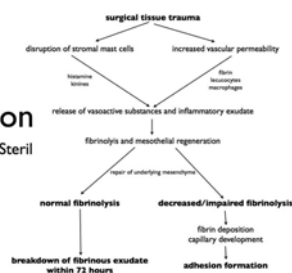 surgical tissue trauma
disruption of stromal mast cells
increased vascular permeability
histamine
kinines
fibrin
leucocytes
macrophages
on
release of vasoactive substances and inflammatory exudate
Steril
fibrinolyis and mesothelial regeneration
repair of underlying mesenchyme
normal fibrinolysis
decreased/impaired fibrinolysis
fibrin deposition
capillary development
breakdown of fibrinous exudate
within 72 hours
adhesion formation